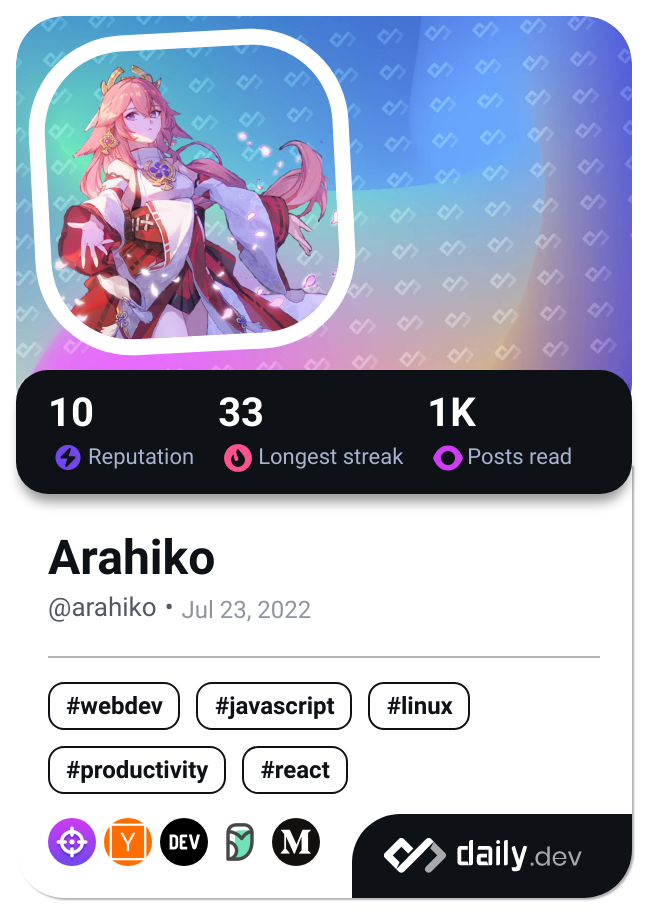 10 33 1K
Reputation Longest streak Posts read
Arahiko
@arahiko • Jul 23, 2022
#webdev #javascript #linux
#productivity #react
Y DEV M
daily.dev